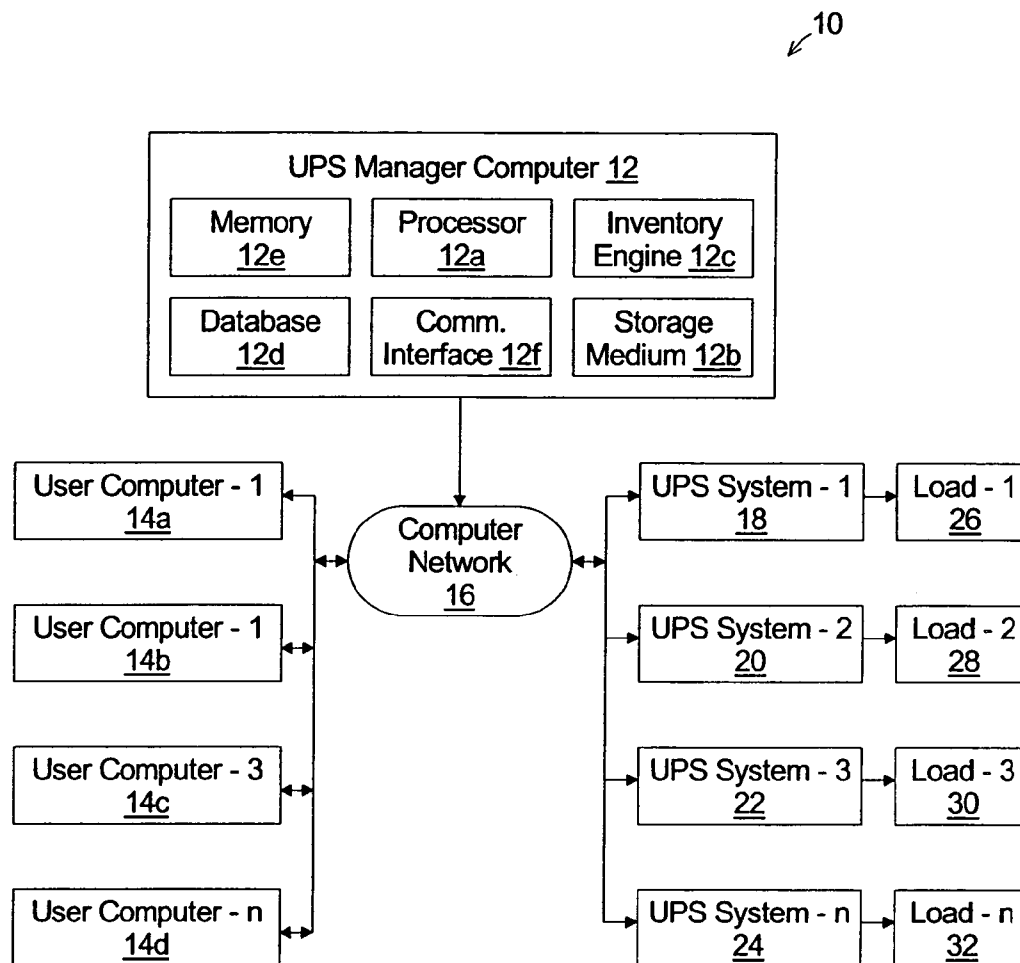 10
UPS Manager Computer 12
Memory
12e
Processor
12a
Inventory
Engine 12c
Database
12d
Comm.
Interface 12f
Storage
Medium 12b
User Computer - 1
14a
User Computer - 1
14b
User Computer - 3
14c
User Computer - n
14d
Computer
Network
16
UPS System - 1
18
Load - 1
26
UPS System - 2
20
Load - 2
28
UPS System - 3
22
Load - 3
30
UPS System - n
24
Load - n
32